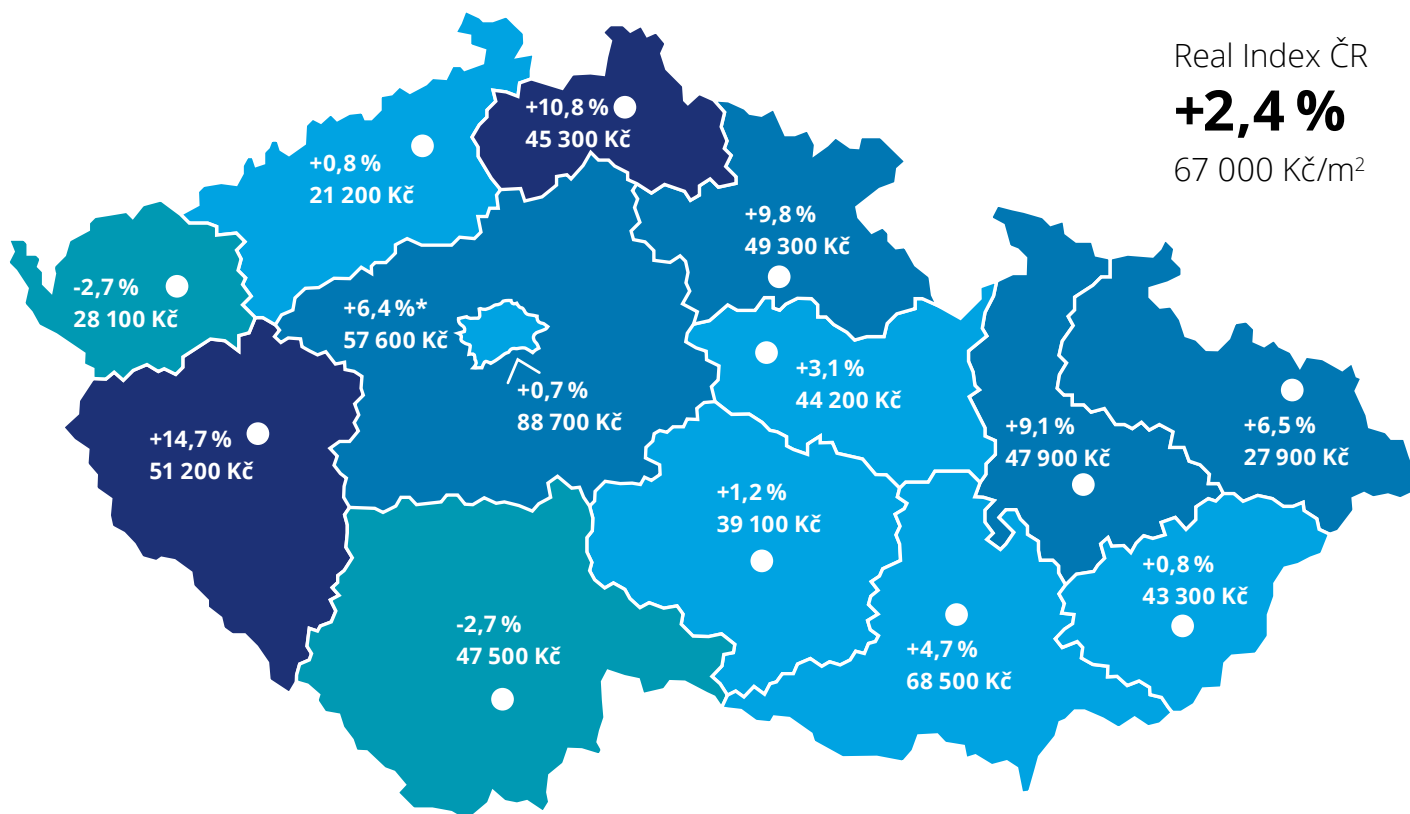 Real Index ČR
+2,4 %
67 000 Kč/m²
+10,8 %
45 300 Kč
+0,8 %
21 200 Kč
+9,8 %
49 300 Kč
-2,7 %
28 100 Kč
+6,4 %*
57 600 Kč
+0,7 %
88 700 Kč
+3,1 %
44 200 Kč
+14,7 %
51 200 Kč
+9,1 %
47 900 Kč
+6,5 %
27 900 Kč
+1,2 %
39 100 Kč
+0,8 %
43 300 Kč
-2,7 %
47 500 Kč
+4,7 %
68 500 Kč